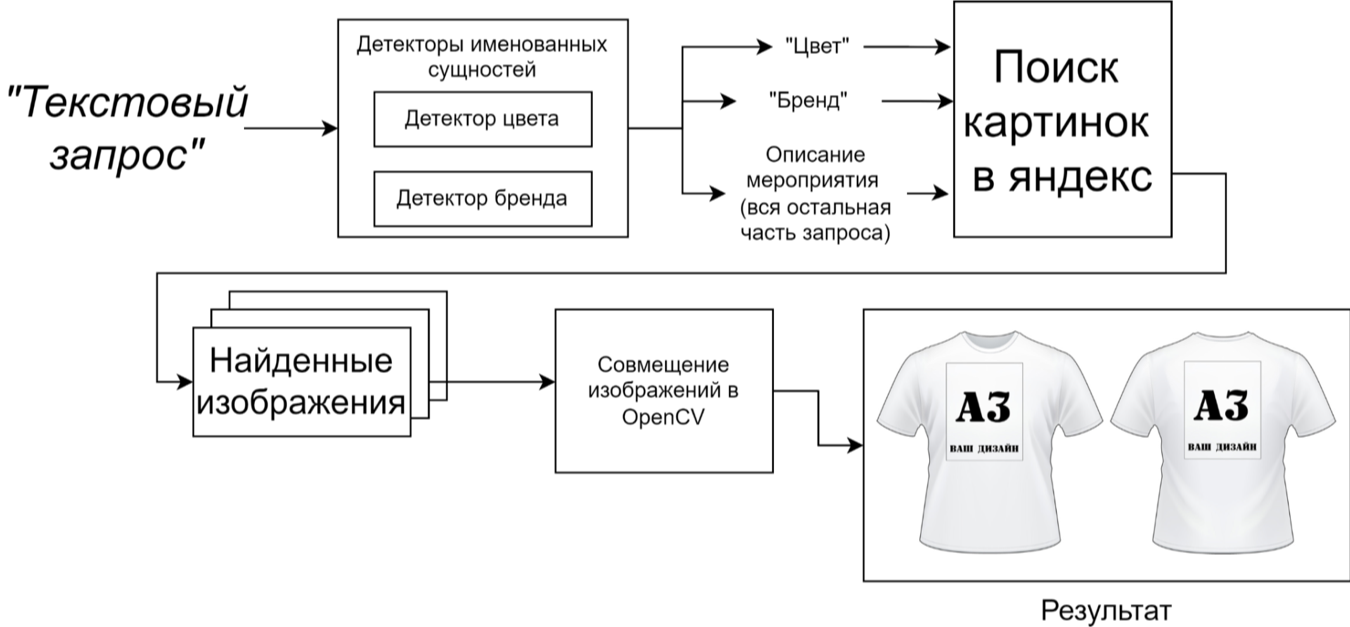 "Текстовый
запрос"
Детекторы именованных
сущностей
Детектор цвета
Детектор бренда
"Цвет"
"Бренд"
Описание
мероприятия
(вся остальная
часть запроса)
Поиск
картинок
в яндекс
Найденные
изображения
Совмещение
изображений в
OpenCV
А3
ВАШ ДИЗАЙН
А3
ВАШ ДИЗАЙН
Результат